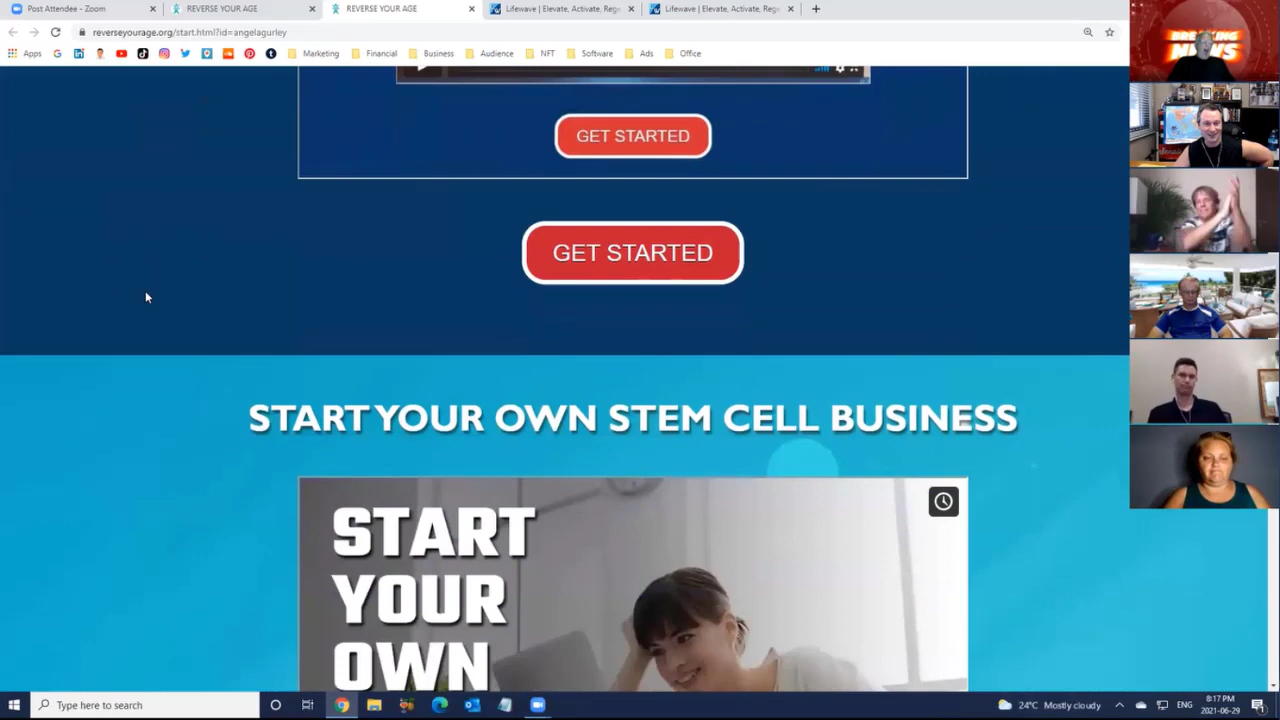 Post Attendee - Zoom
REVERSE YOUR AGE
REVERSE YOUR AGE
Lifewave | Elevate, Activate, Reg
Lifewave | Elevate, Activate, Reg
reverseyourage.org/start.html?id=angelagurley
Apps
Marketing
Financial
Business
Audience
NFT
Software
Ads
Office
BREAKING
NEWS
GET STARTED
GET STARTED
START YOUR OWN STEM CELL BUSINESS
START
YOUR
OWN
Type here to search
24°C Mostly cloudy
ENG
8:17 PM
2021-06-29